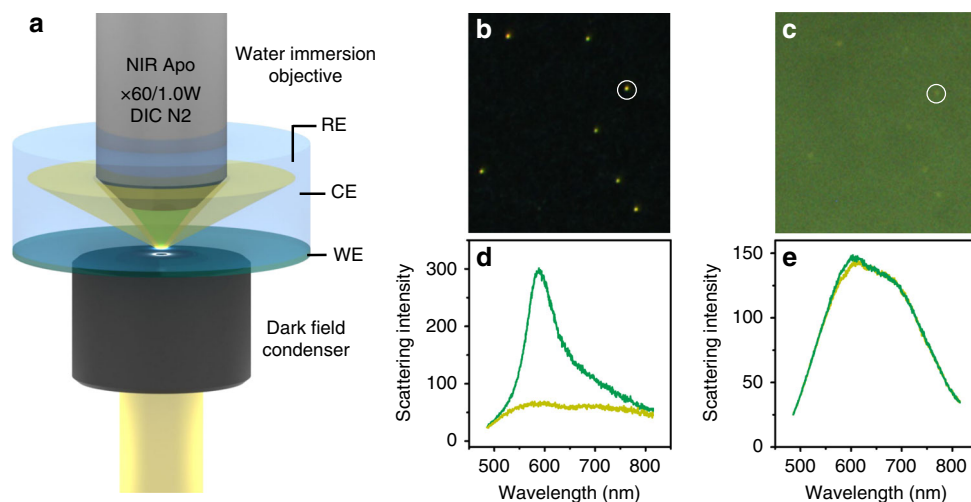 a
NIR Apo
×60/1.0W
DIC N2
Water immersion
objective
RE
CE
WE
Dark field
condenser
b
c
d
Scattering intensity
300
200
100
50
0
500 600 700 800
Wavelength (nm)
e
Scattering intensity
150
100
50
0
500 600 700 800
Wavelength (nm)